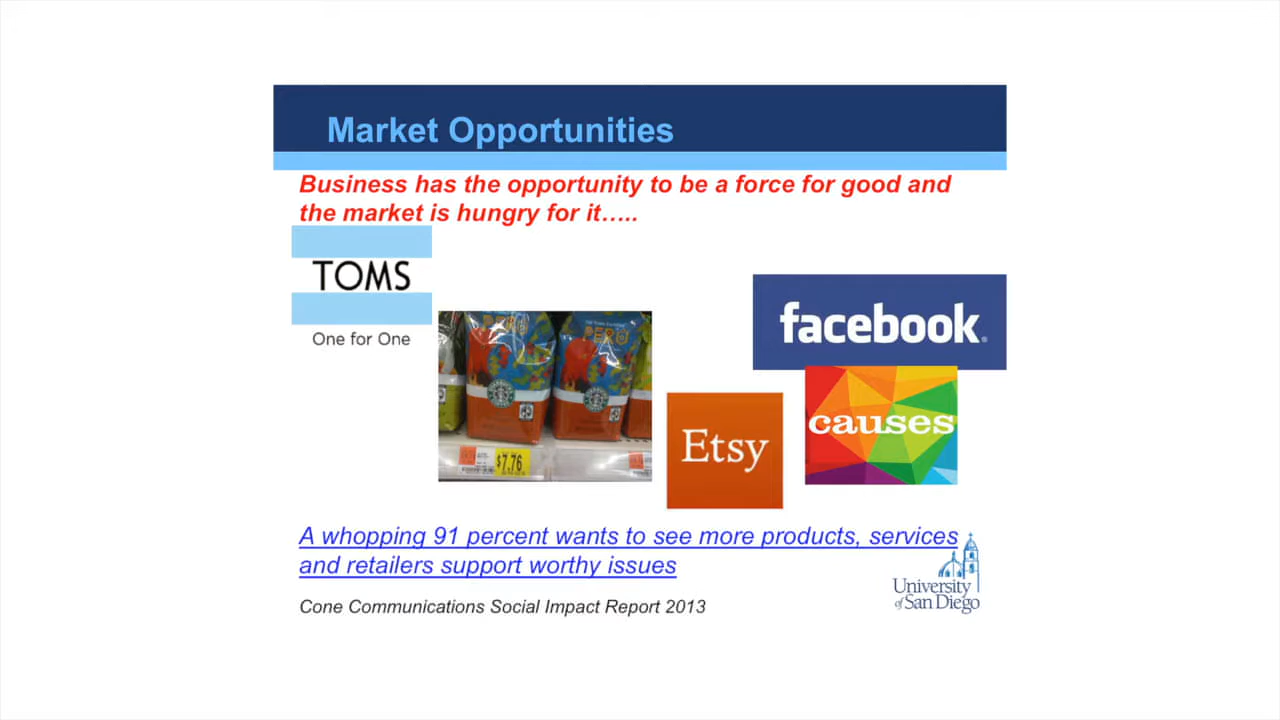 Market Opportunities
Business has the opportunity to be a force for good and
the market is hungry for it…..
TOMS
One for One
PERU
PERU
$7.76
facebook®
Etsy
causes
A whopping 91 percent wants to see more products, services
and retailers support worthy issues
Cone Communications Social Impact Report 2013
University
of San Diego